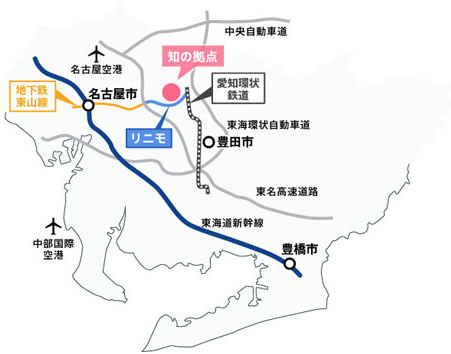 中央自動車道
名古屋空港
知の拠点
地下鉄
東山線
名古屋市
愛知環状
鉄道
リニモ
東海環状自動車道
豊田市
東名高速道路
東海道新幹線
中部国際
空港
豊橋市